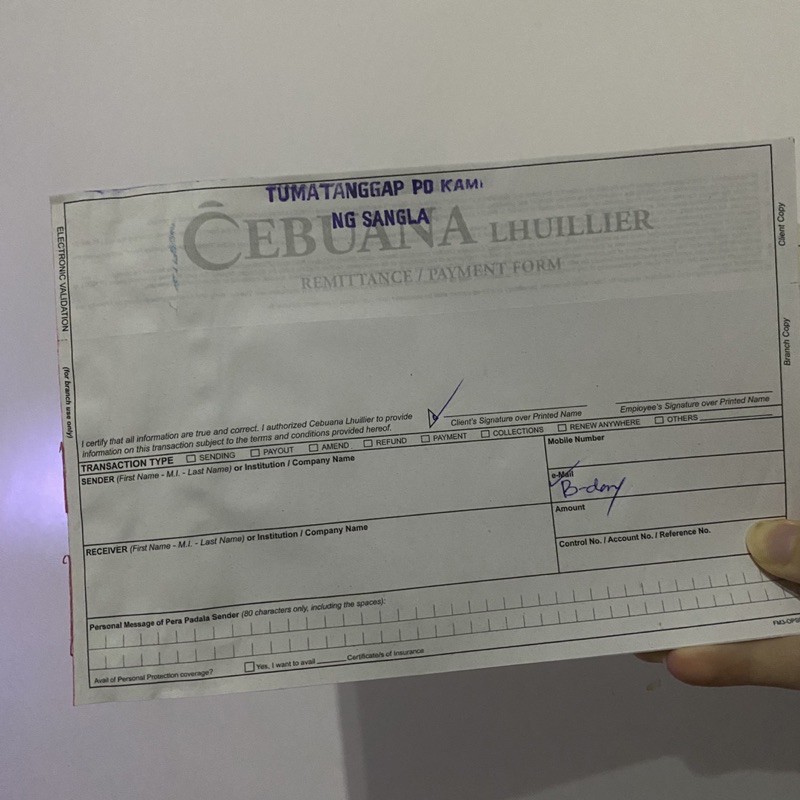 TUMATANGGAP PO KAMI
NG SANGLA
CEBUANA LHUILLIER
REMITTANCE / PAYMENT FORM
ELECTRONIC VALIDATION (for branch use only)
Client Copy
Branch Copy
I certify that all information are true and correct. I authorized Cebuana Lhuillier to provide
information on this transaction subject to the terms and conditions provided hereof.
Client's Signature over Printed Name
Employee's Signature over Printed Name
TRANSACTION TYPE SENDING PAYOUT AMEND REFUND PAYMENT COLLECTIONS RENEW ANYWHERE OTHERS
SENDER (First Name - M.I. - Last Name) or Institution / Company Name
Mobile Number
e-Mail
B-day
Amount
RECEIVER (First Name - M.I. - Last Name) or Institution / Company Name
Control No. / Account No. / Reference No.
Personal Message of Pera Padala Sender (80 characters only, including the spaces):
Avail of Personal Protection coverage? Yes, I want to avail ______ Certificate/s of Insurance